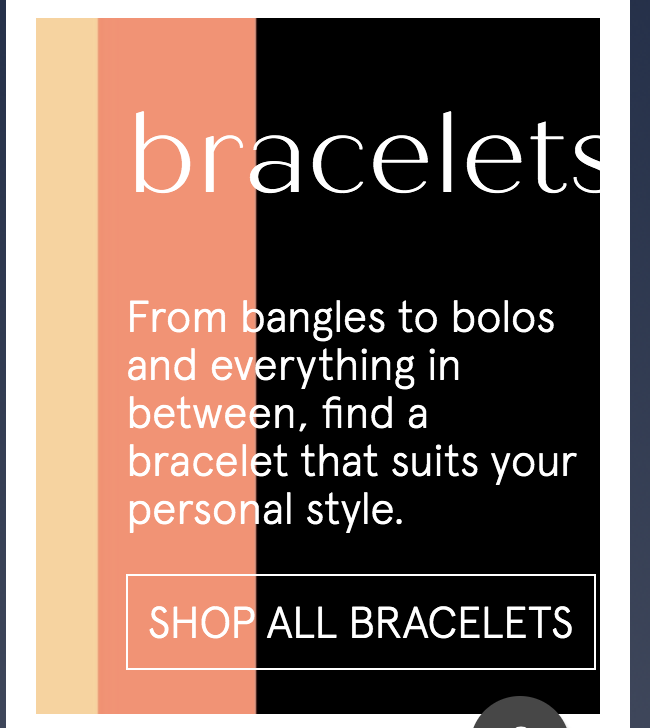 bracelets
From bangles to bolos
and everything in
between, find a
bracelet that suits your
personal style.
SHOP ALL BRACELETS